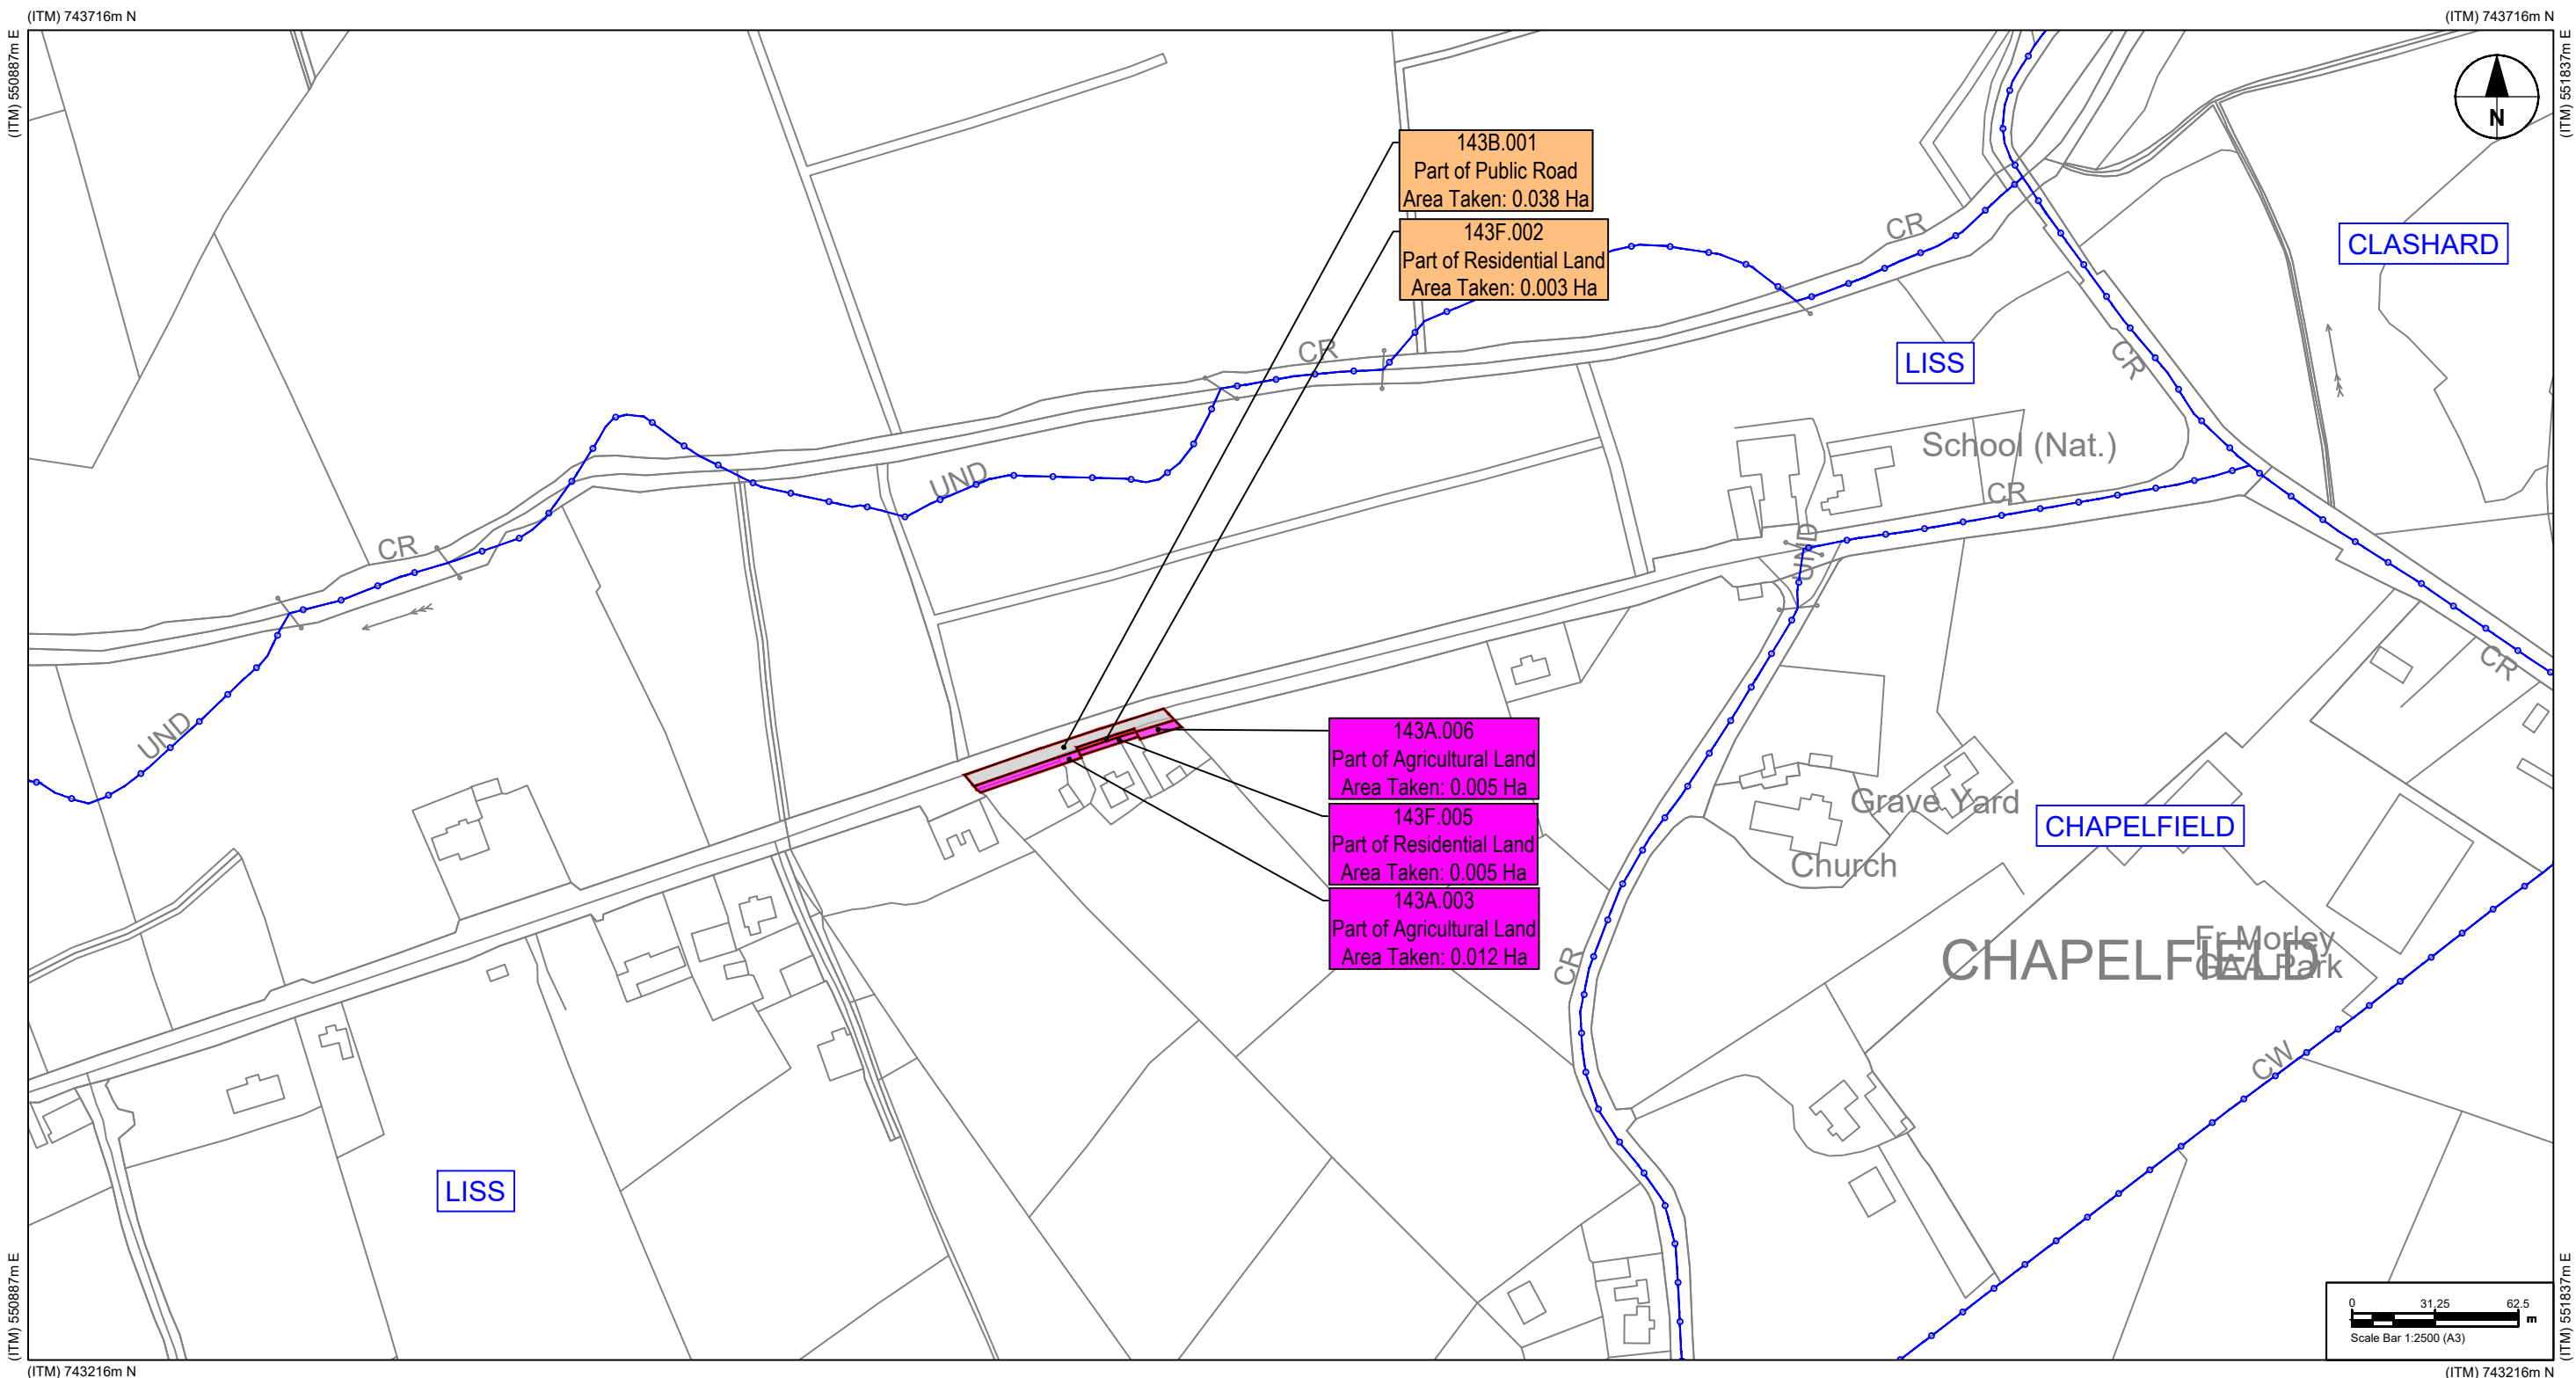 (ITM) 743716m N
(ITM) 743716m N
(ITM) 550887m E
(ITM) 551837m E
N
143B.001
Part of Public Road
Area Taken: 0.038 Ha
143F.002
Part of Residential Land
Area Taken: 0.003 Ha
CR
CLASHARD
CR
LISS
CR
School (Nat.)
UND
CR
CR
UND
CR
UND
143A.006
Part of Agricultural Land
Area Taken: 0.005 Ha
143F.005
Part of Residential Land
Area Taken: 0.005 Ha
143A.003
Part of Agricultural Land
Area Taken: 0.012 Ha
Grave Yard
CHAPELFIELD
Church
CR
CHAPELFIELD
Fr Morley
GAA Park
CW
LISS
0 31.25 62.5
m
Scale Bar 1:2500 (A3)
(ITM) 550887m E
(ITM) 551837m E
(ITM) 743216m N
(ITM) 743216m N